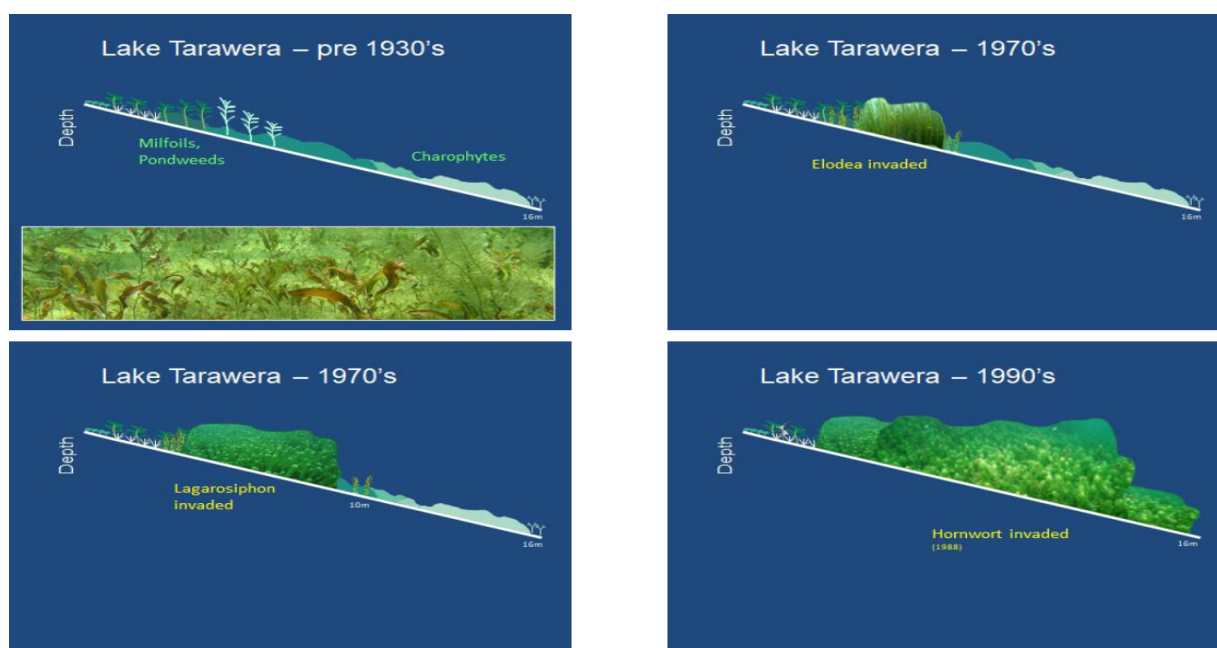 Lake Tarawera – pre 1930's
Depth
Milfoils,
Pondweeds
Charophytes
16m
Lake Tarawera – 1970's
Depth
Elodea invaded
16m
Lake Tarawera – 1970's
Depth
Lagarosiphon
invaded
10m
16m
Lake Tarawera – 1990's
Depth
Hornwort invaded
(1988)
16m